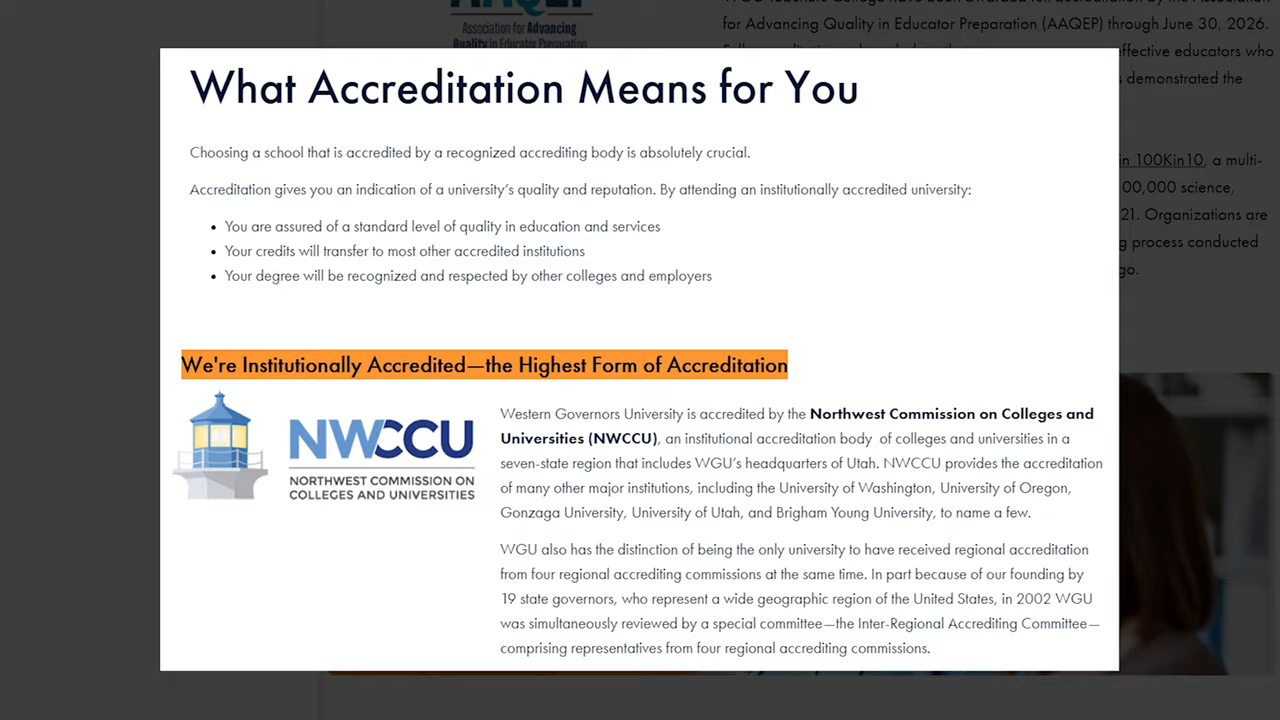 Association for Advancing
Quality in Educator Preparation
for Advancing Quality in Educator Preparation (AAQEP) through June 30, 2026.
effective educators who
demonstrated the
in 100Kin10, a multi-
00,000 science,
21. Organizations are
process conducted
go.
What Accreditation Means for You
Choosing a school that is accredited by a recognized accrediting body is absolutely crucial.
Accreditation gives you an indication of a university's quality and reputation. By attending an institutionally accredited university:
• You are assured of a standard level of quality in education and services
• Your credits will transfer to most other accredited institutions
• Your degree will be recognized and respected by other colleges and employers
We're Institutionally Accredited—the Highest Form of Accreditation
NWCCU
NORTHWEST COMMISSION ON
COLLEGES AND UNIVERSITIES
Western Governors University is accredited by the Northwest Commission on Colleges and
Universities (NWCCU), an institutional accreditation body of colleges and universities in a
seven-state region that includes WGU's headquarters of Utah. NWCCU provides the accreditation
of many other major institutions, including the University of Washington, University of Oregon,
Gonzaga University, University of Utah, and Brigham Young University, to name a few.
WGU also has the distinction of being the only university to have received regional accreditation
from four regional accrediting commissions at the same time. In part because of our founding by
19 state governors, who represent a wide geographic region of the United States, in 2002 WGU
was simultaneously reviewed by a special committee—the Inter-Regional Accrediting Committee—
comprising representatives from four regional accrediting commissions.